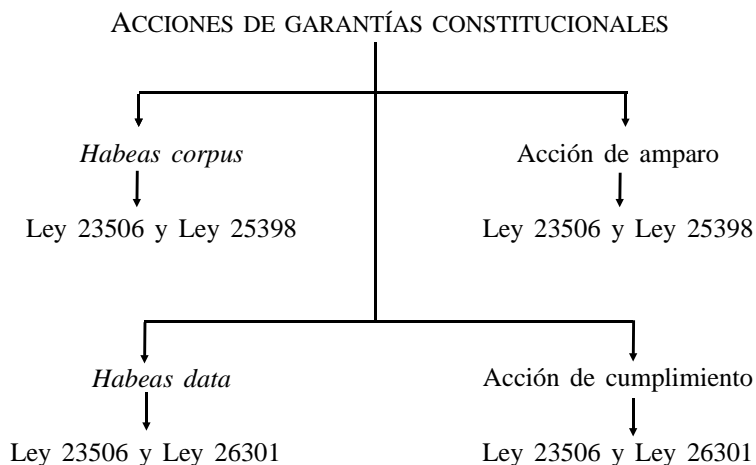 ACCIONES DE GARANTÍAS CONSTITUCIONALES
Habeas corpus
Acción de amparo
Ley 23506 y Ley 25398
Ley 23506 y Ley 25398
Habeas data
Acción de cumplimiento
Ley 23506 y Ley 26301
Ley 23506 y Ley 26301